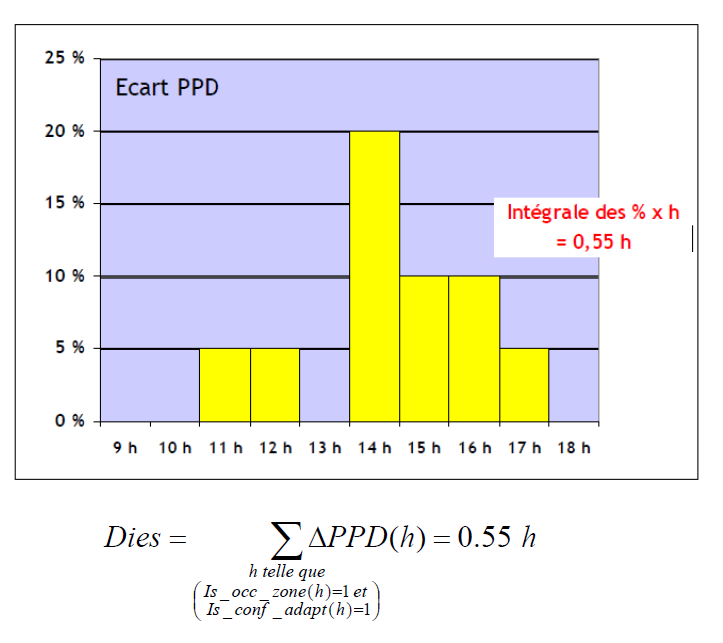 25 %
Ecart PPD
20 %
15 %
Intégrale des % x h
= 0,55 h
10 %
5 %
0 %
9 h 10 h 11 h 12 h 13 h 14 h 15 h 16 h 17 h 18 h
Dies = ∑ ΔPPD(h) = 0.55 h
h telle que
(Is_occ_zone(h)=1 et
Is_conf_adapt(h)=1)